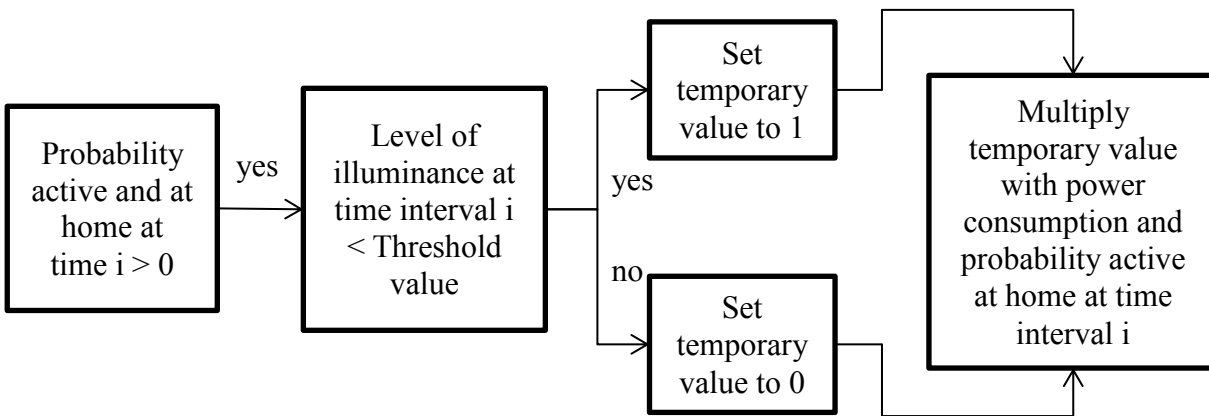 Probability
active and at
home at
time i > 0
yes
Level of
illuminance at
time interval i
< Threshold
value
yes
no
Set
temporary
value to 1
Set
temporary
value to 0
Multiply
temporary value
with power
consumption and
probability active
at home at time
interval i